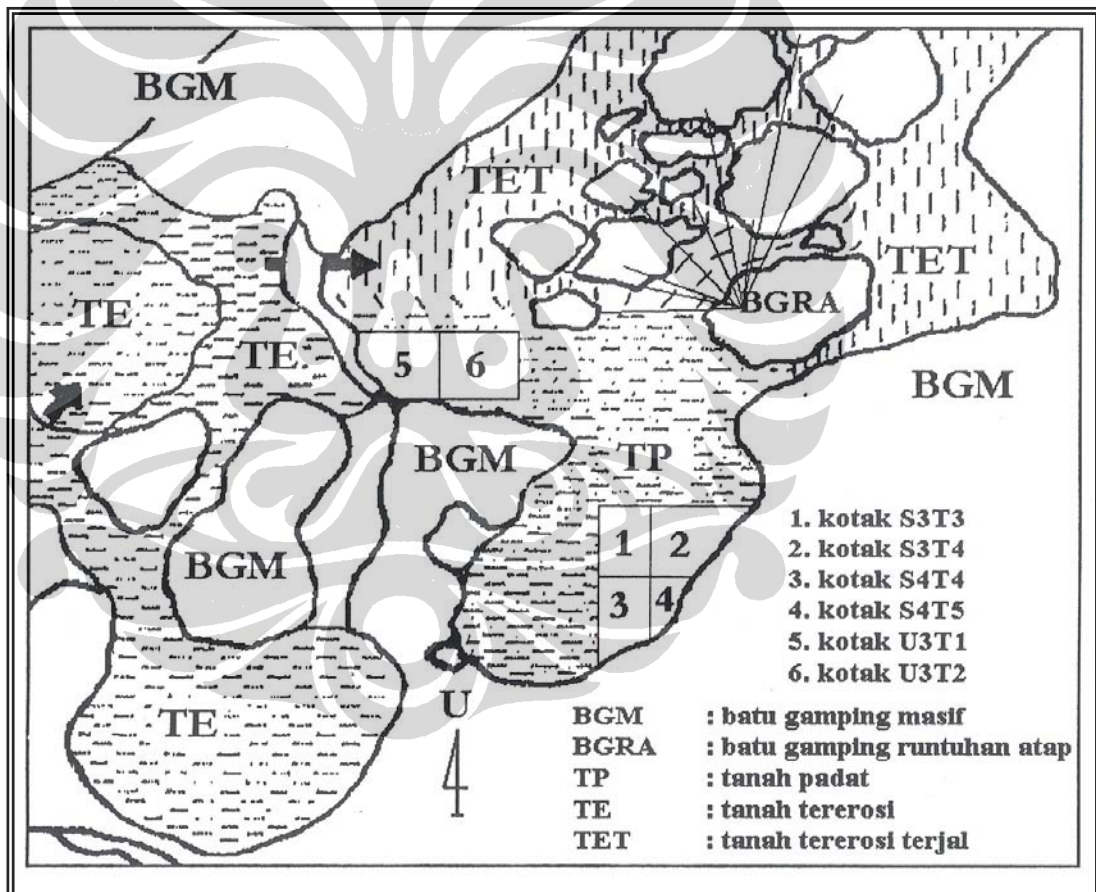 BGM
TET
TET
TE
TE
BGRA
5 6
BGM
BGM
TP
1 2
BGM
3 4
1. kotak S3T3
2. kotak S3T4
3. kotak S4T4
4. kotak S4T5
5. kotak U3T1
6. kotak U3T2
TE
U
BGM : batu gamping masif
BGRA : batu gamping runtuhan atap
TP : tanah padat
TE : tanah tererosi
TET : tanah tererosi terjal